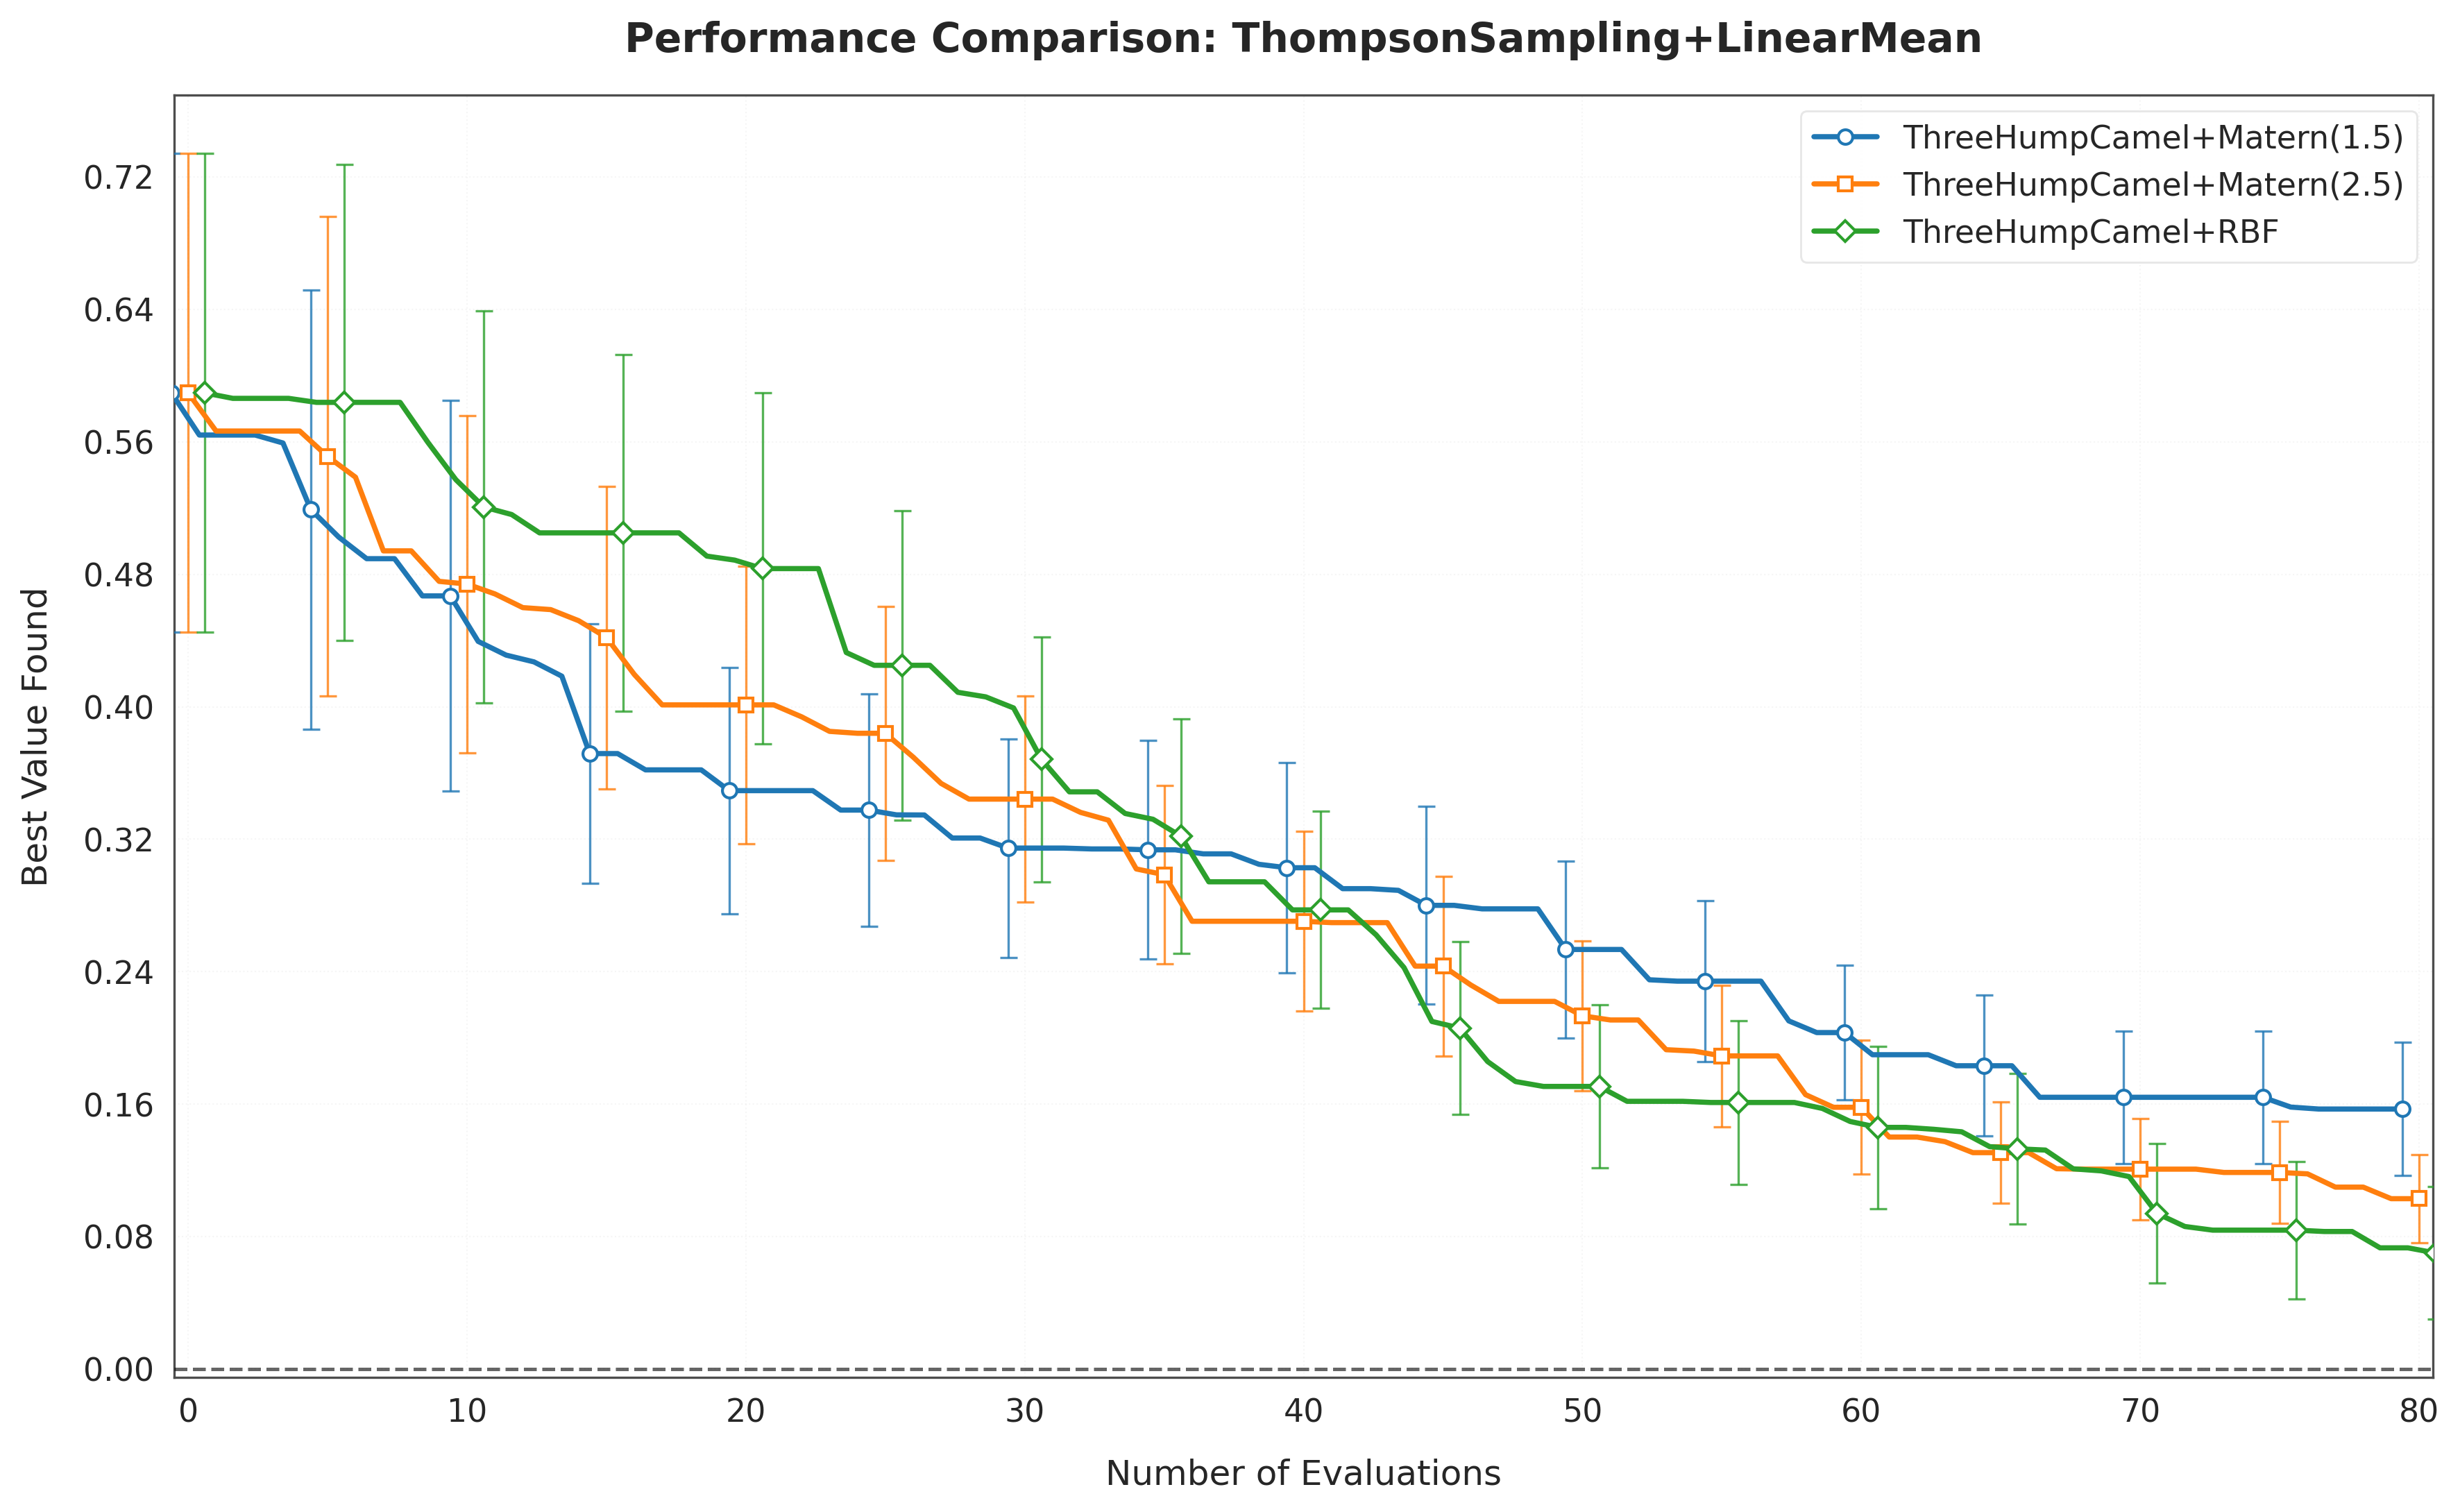 Performance Comparison: ThompsonSampling+LinearMean
ThreeHumpCamel+Matern(1.5)
ThreeHumpCamel+Matern(2.5)
ThreeHumpCamel+RBF
Best Value Found
0.72
0.64
0.56
0.48
0.40
0.32
0.24
0.16
0.08
0.00
0 10 20 30 40 50 60 70 80
Number of Evaluations